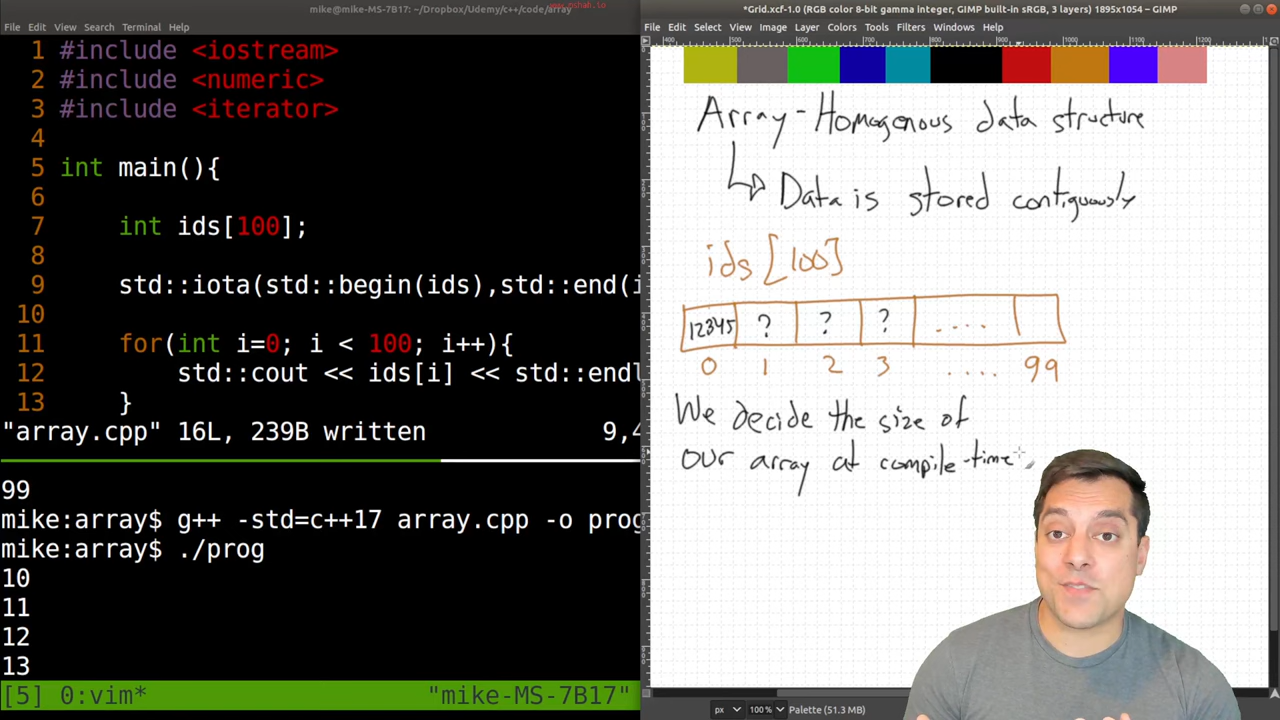 www.mshali.io
mike@mike-MS-7B17: ~/Dropbox/Udemy/c++/code/array
File Edit View Search Terminal Help
1 #include <iostream>
2 #include <numeric>
3 #include <iterator>
4
5 int main(){
6
7 int ids[100];
8
9 std::iota(std::begin(ids),std::end(i
10
11 for(int i=0; i < 100; i++){
12 std::cout << ids[i] << std::endl
13 }
"array.cpp" 16L, 239B written 9,4
99
mike:array$ g++ -std=c++17 array.cpp -o prog
mike:array$ ./prog
10
11
12
13
[5] 0:vim* "mike-MS-7B17"
*Grid.xcf-1.0 (RGB color 8-bit gamma integer, GIMP built-in sRGB, 3 layers) 1895x1054 – GIMP
File Edit Select View Image Layer Colors Tools Filters Windows Help
Array - Homogenous data structure
Data is stored contiguously
ids [100]
12345 ? ? ? ....
0 1 2 3 .... 99
We decide the size of
our array at compile-time
px 100% Palette (51.3 MB)